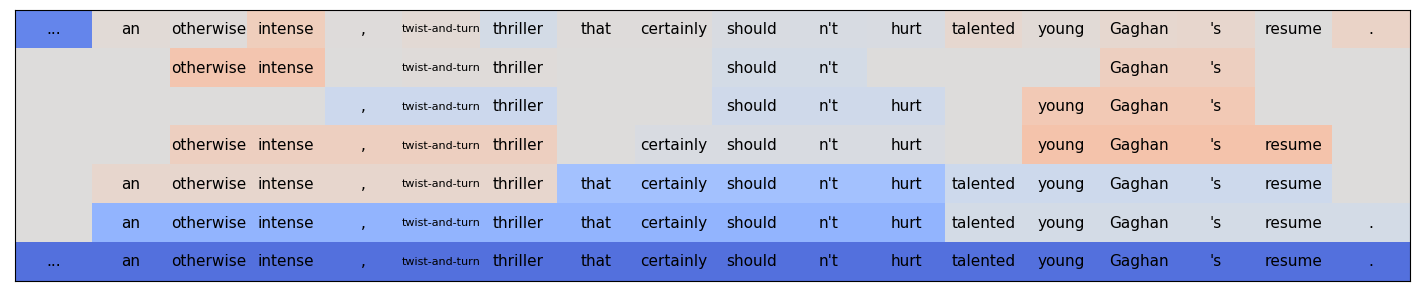 ... an otherwise intense , twist-and-turn thriller that certainly should n't hurt talented young Gaghan 's resume .
otherwise intense twist-and-turn thriller should n't Gaghan 's
, twist-and-turn thriller should n't hurt young Gaghan 's
otherwise intense , twist-and-turn thriller certainly should n't hurt young Gaghan 's resume
an otherwise intense , twist-and-turn thriller that certainly should n't hurt talented young Gaghan 's resume
an otherwise intense , twist-and-turn thriller that certainly should n't hurt talented young Gaghan 's resume .
... an otherwise intense , twist-and-turn thriller that certainly should n't hurt talented young Gaghan 's resume .